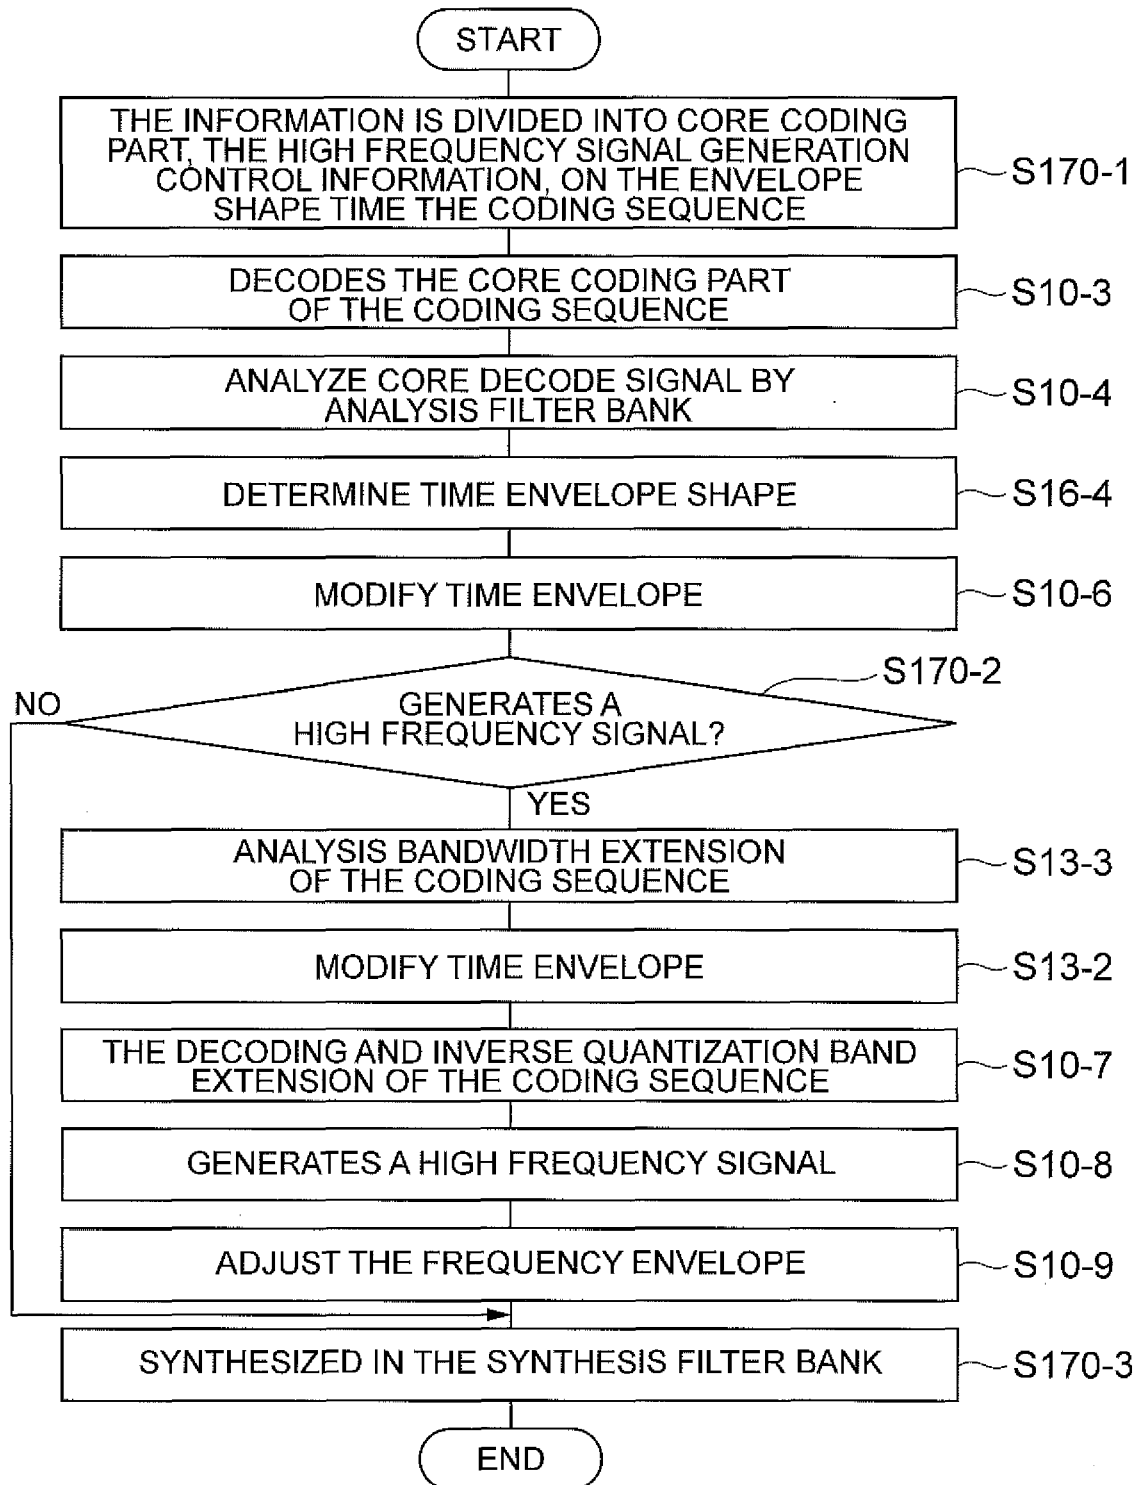 START
THE INFORMATION IS DIVIDED INTO CORE CODING
PART, THE HIGH FREQUENCY SIGNAL GENERATION
CONTROL INFORMATION, ON THE ENVELOPE
SHAPE TIME THE CODING SEQUENCE
S170-1
DECODES THE CORE CODING PART
OF THE CODING SEQUENCE
S10-3
ANALYZE CORE DECODE SIGNAL BY
ANALYSIS FILTER BANK
S10-4
DETERMINE TIME ENVELOPE SHAPE
S16-4
MODIFY TIME ENVELOPE
S10-6
S170-2
NO
GENERATES A
HIGH FREQUENCY SIGNAL?
YES
ANALYSIS BANDWIDTH EXTENSION
OF THE CODING SEQUENCE
S13-3
MODIFY TIME ENVELOPE
S13-2
THE DECODING AND INVERSE QUANTIZATION BAND
EXTENSION OF THE CODING SEQUENCE
S10-7
GENERATES A HIGH FREQUENCY SIGNAL
S10-8
ADJUST THE FREQUENCY ENVELOPE
S10-9
SYNTHESIZED IN THE SYNTHESIS FILTER BANK
S170-3
END